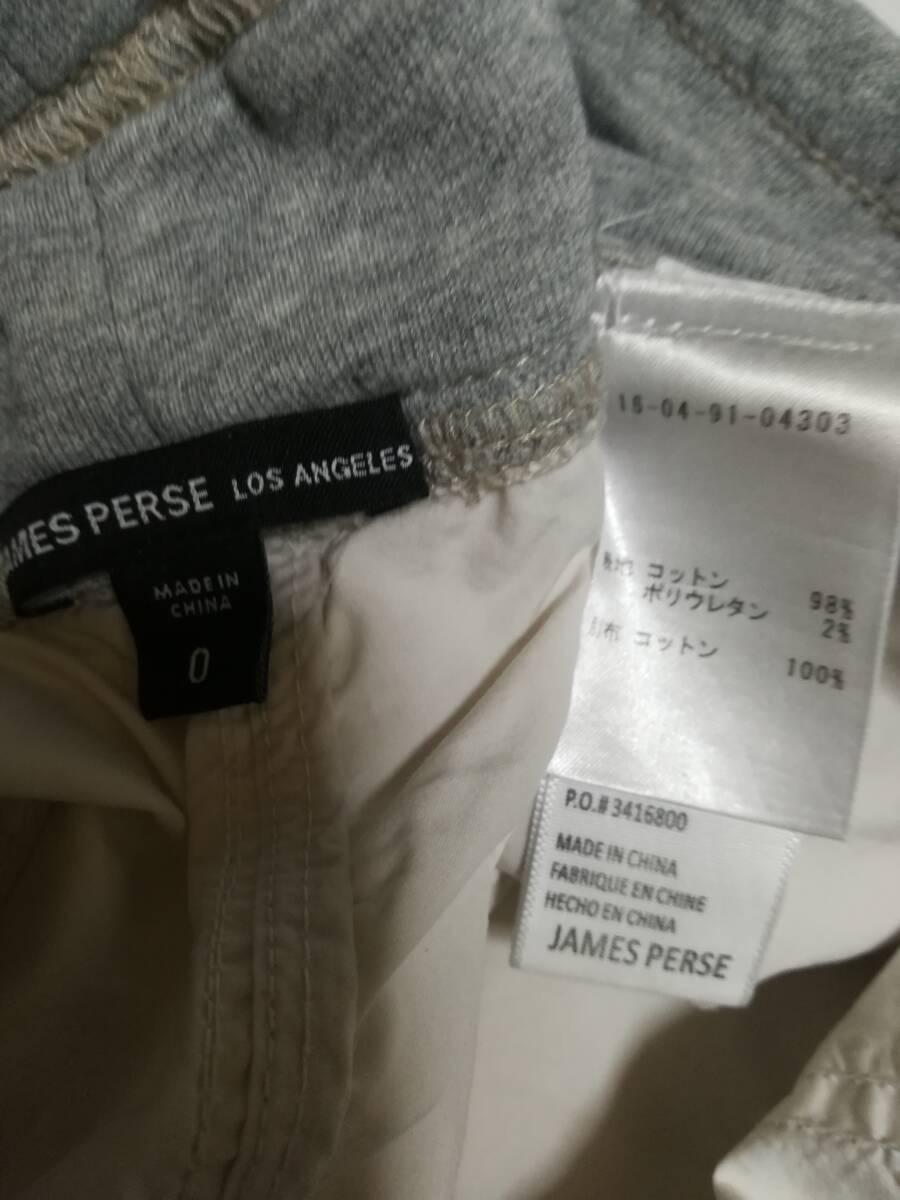 JAMES PERSE LOS ANGELES
MADE IN
CHINA
0
16-04-91-04303
コットン 98%
ポリウレタン 2%
別布 コットン 100%
P.O.# 3416800
MADE IN CHINA
FABRIQUE EN CHINE
HECHO EN CHINA
JAMES PERSE